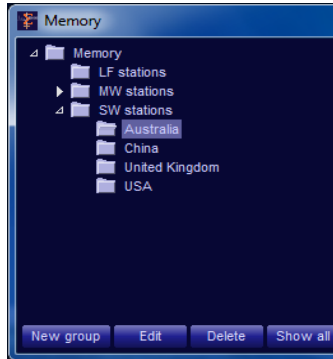 Memory
Memory
LF stations
MW stations
SW stations
Australia
China
United Kingdom
USA
New group Edit Delete Show all